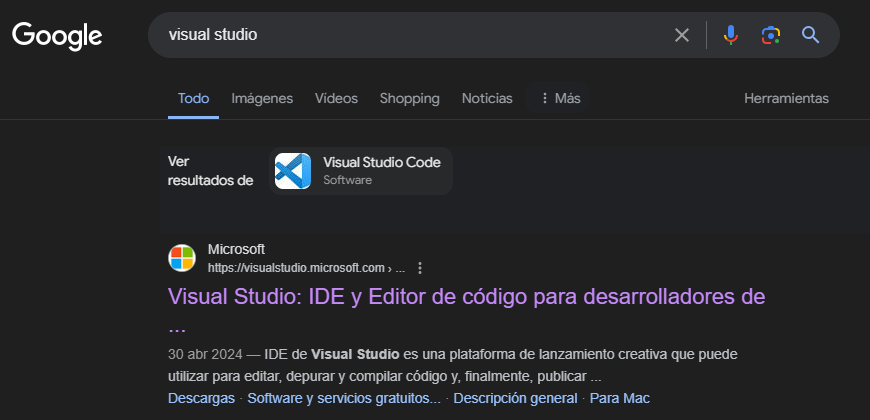 Google
visual studio
Todo Imágenes Vídeos Shopping Noticias Más Herramientas
Ver
resultados de
Visual Studio Code
Software
Microsoft
https://visualstudio.microsoft.com › ...
Visual Studio: IDE y Editor de código para desarrolladores de
...
30 abr 2024 — IDE de Visual Studio es una plataforma de lanzamiento creativa que puede
utilizar para editar, depurar y compilar código y, finalmente, publicar ...
Descargas · Software y servicios gratuitos... · Descripción general · Para Mac